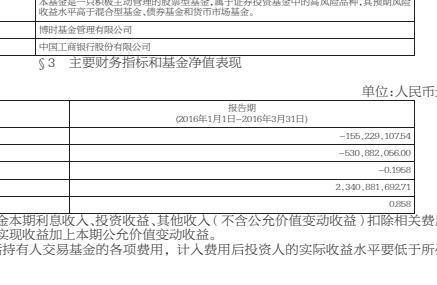 本基金是一只积极主动管理的股票型基金,属于证券投资基金中的高风险品种,其预期风险
收益水平高于混合型基金、债券基金和货币市场基金。
博时基金管理有限公司
中国工商银行股份有限公司
§3 主要财务指标和基金净值表现
单位:人民币
报告期
(2016年1月1日-2016年3月31日)
-155,229,107.54
-530,882,056.00
-0.1958
2,340,881,692.71
0.858
金本期利息收入、投资收益、其他收入(不含公允价值变动收益)扣除相关费
实现收益加上本期公允价值变动收益。
持有人交易基金的各项费用,计入费用后投资人的实际收益水平要低于所